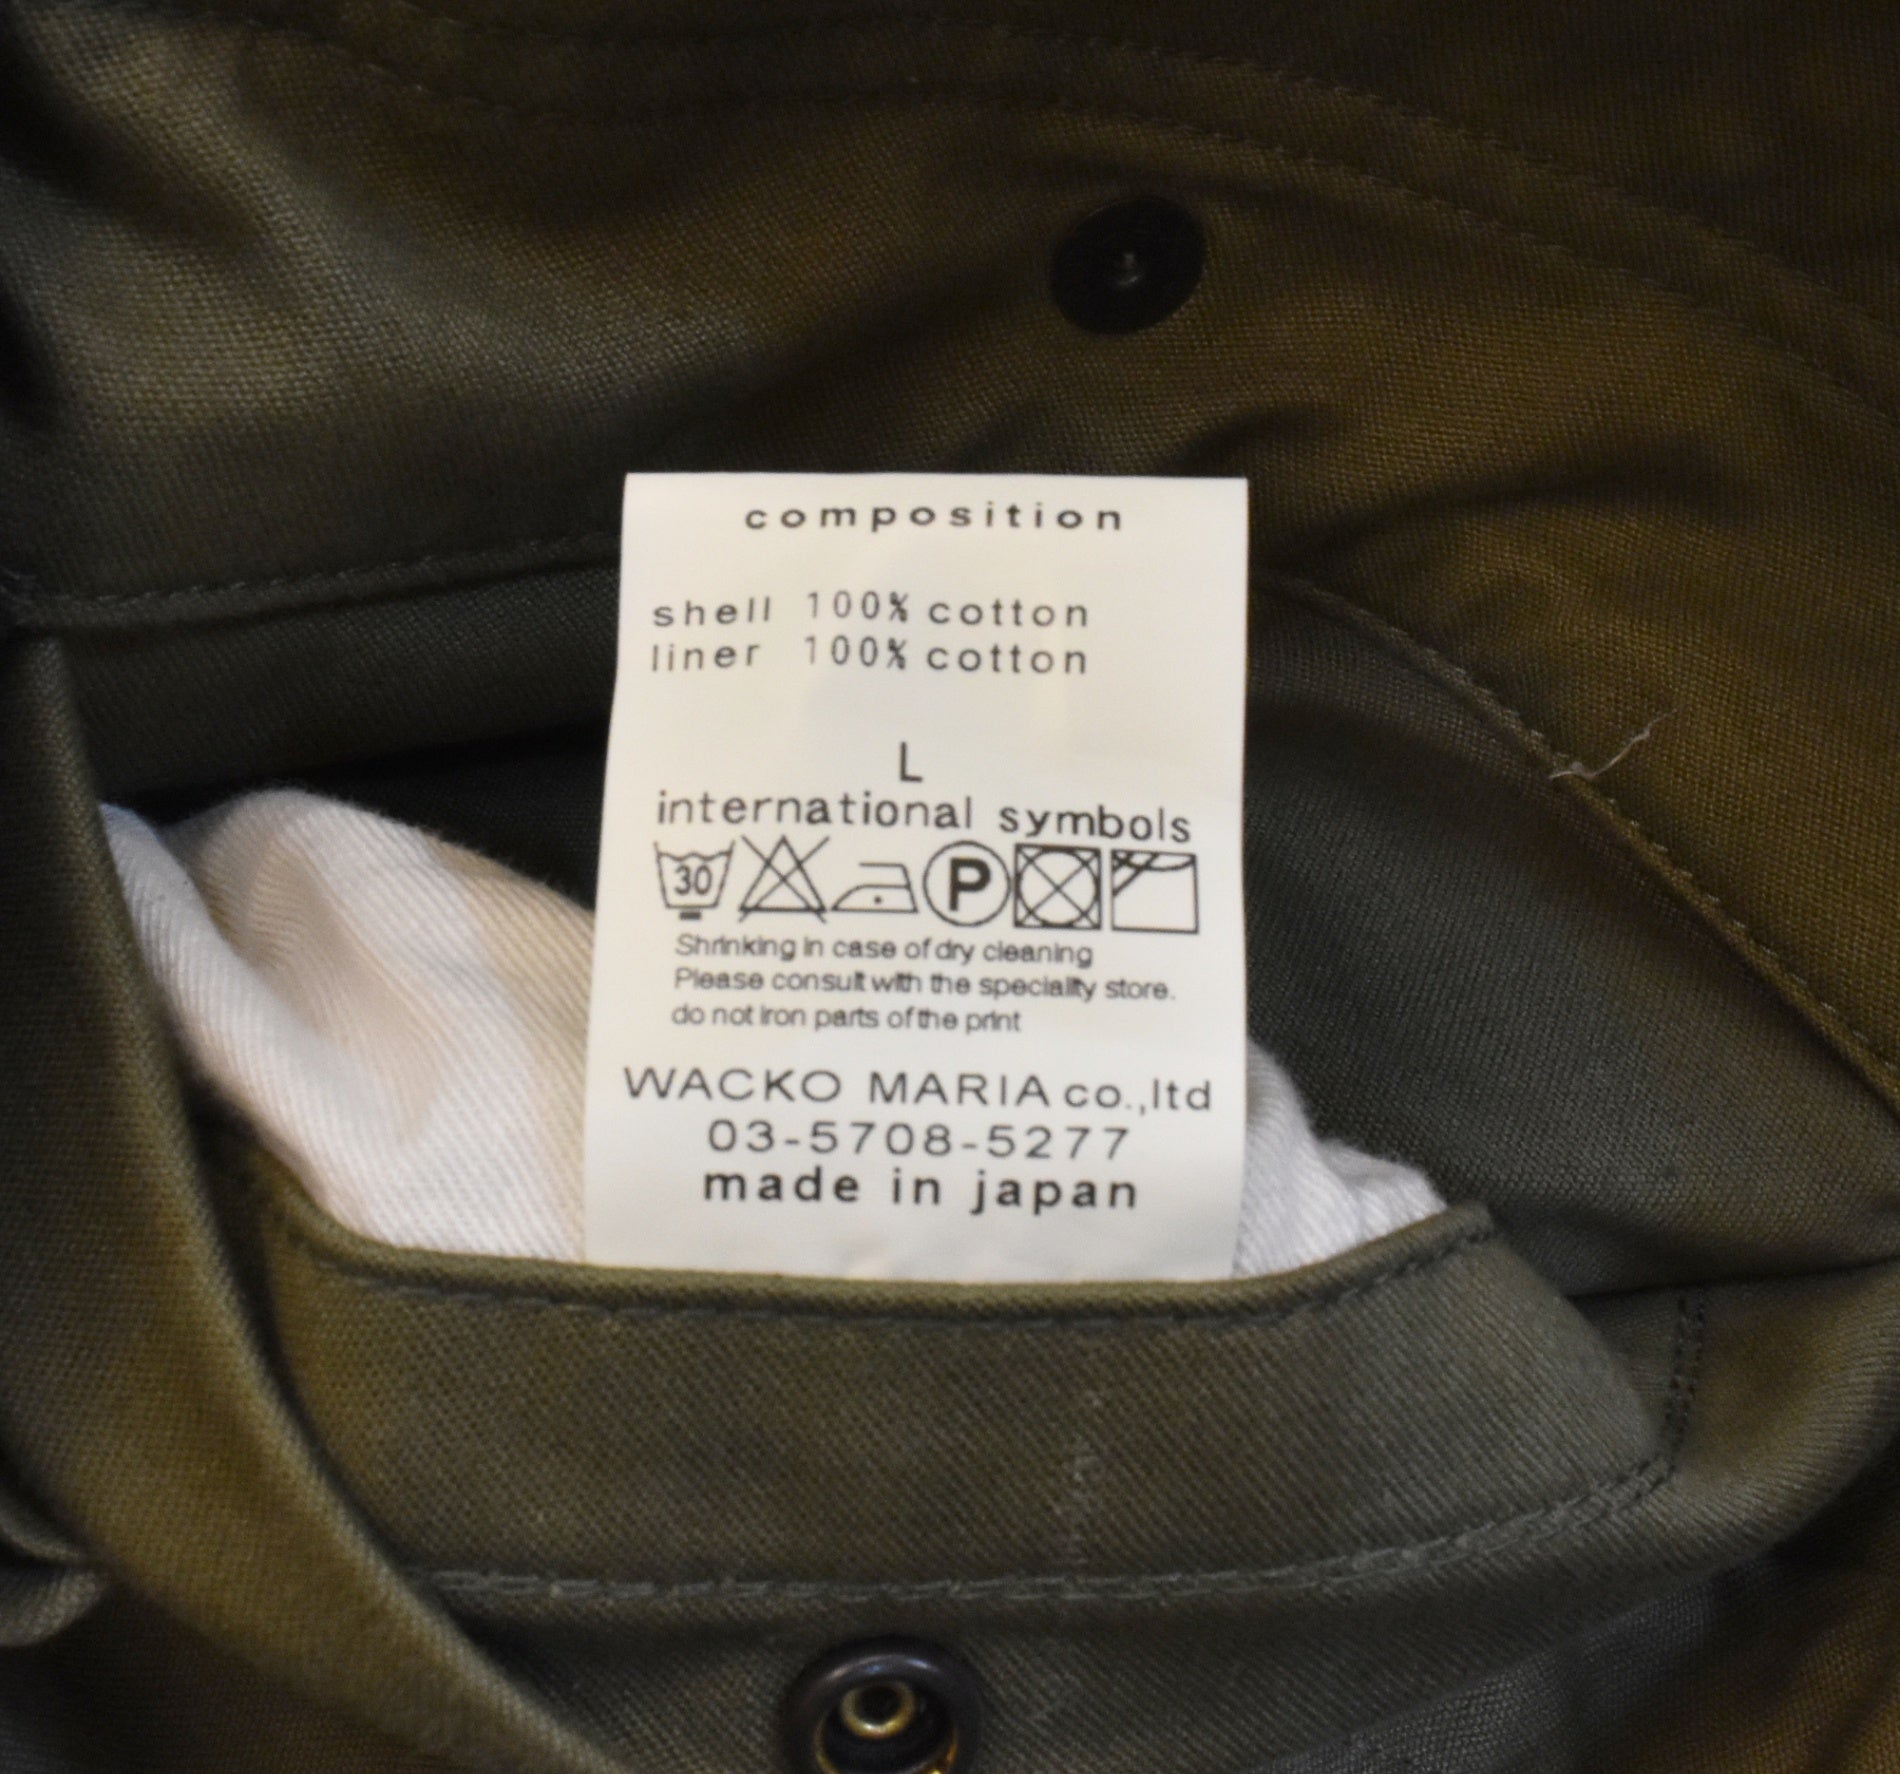 composition
shell 100% cotton
liner 100% cotton
L
international symbols
30 P
Shrinking in case of dry cleaning
Please consult with the speciality store.
do not iron parts of the print
WACKO MARIA co.,ltd
03-5708-5277
made in japan